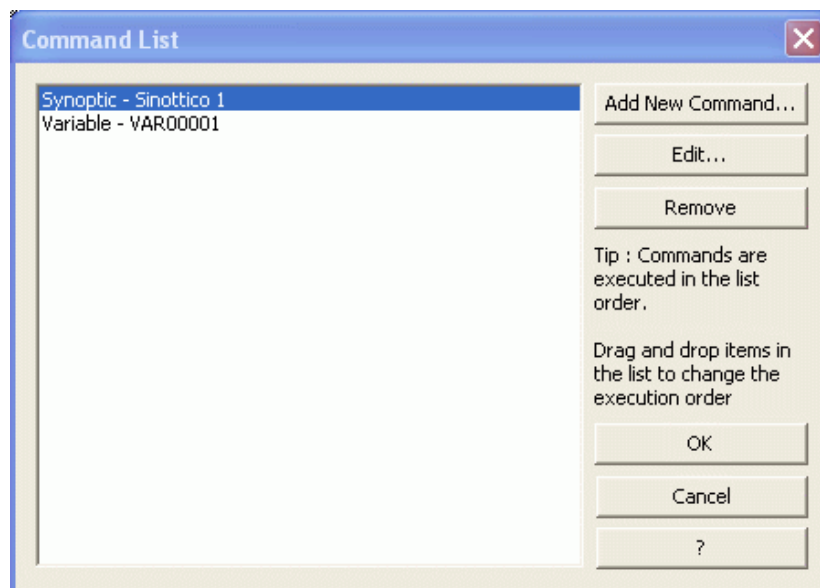 Command List
Synoptic - Sinottico 1
Variable - VAR00001
Add New Command...
Edit...
Remove
Tip : Commands are
executed in the list
order.
Drag and drop items in
the list to change the
execution order
OK
Cancel
?